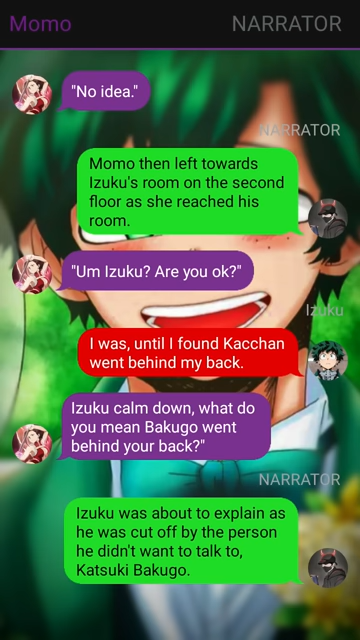 Momo NARRATOR
"No idea."
NARRATOR
Momo then left towards
Izuku's room on the second
floor as she reached his
room.
"Um Izuku? Are you ok?"
Izuku
I was, until I found Kacchan
went behind my back.
Izuku calm down, what do
you mean Bakugo went
behind your back?"
NARRATOR
Izuku was about to explain as
he was cut off by the person
he didn't want to talk to,
Katsuki Bakugo.